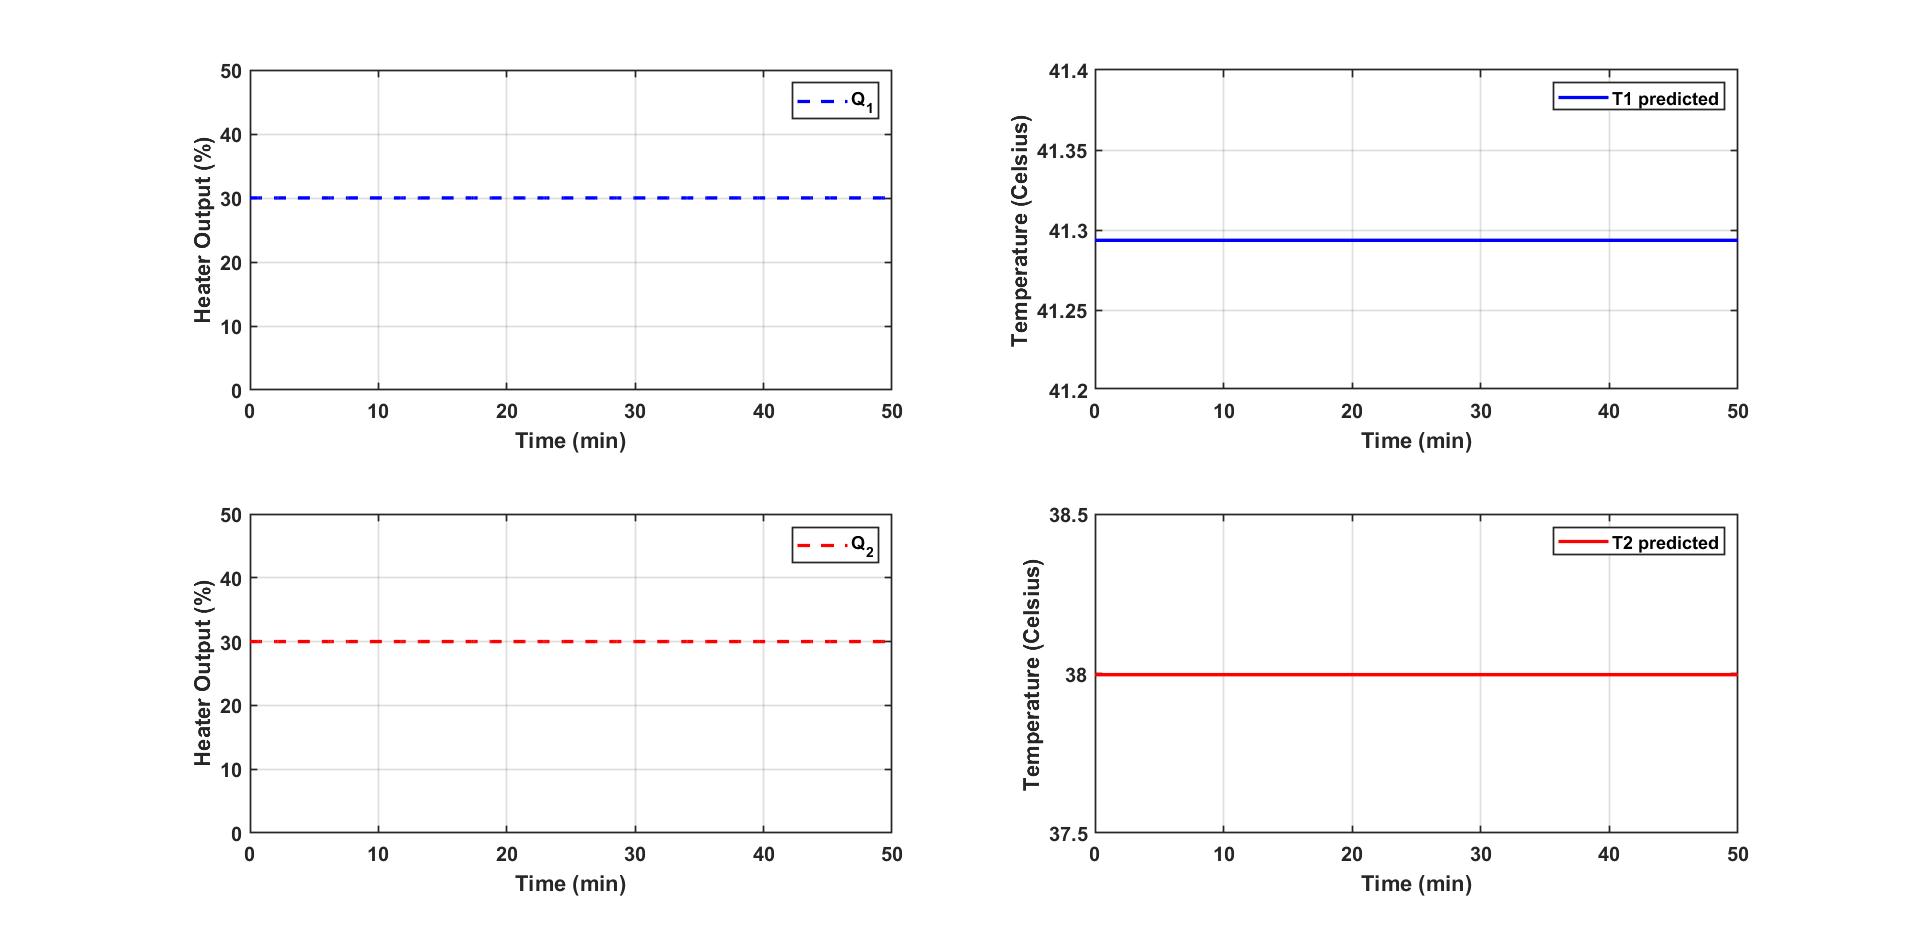 50
40
30
20
10
0
Heater Output (%)
Q1
0 10 20 30 40 50
Time (min)
41.4
41.35
41.3
41.25
41.2
Temperature (Celsius)
T1 predicted
0 10 20 30 40 50
Time (min)
50
40
30
20
10
0
Heater Output (%)
Q2
0 10 20 30 40 50
Time (min)
38.5
38
37.5
Temperature (Celsius)
T2 predicted
0 10 20 30 40 50
Time (min)